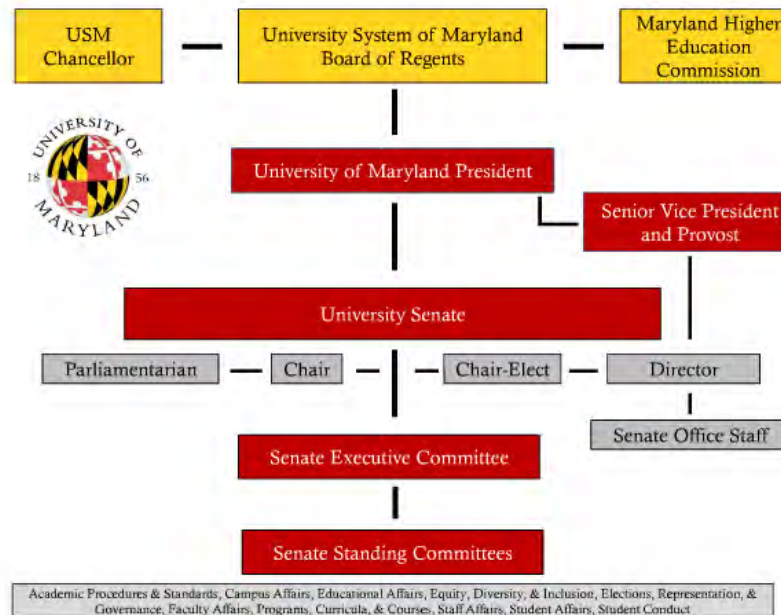 USM
Chancellor
University System of Maryland
Board of Regents
Maryland Higher
Education
Commission
UNIVERSITY OF
18 56
MARYLAND
University of Maryland President
Senior Vice President
and Provost
University Senate
Parliamentarian
Chair
Chair-Elect
Director
Senate Office Staff
Senate Executive Committee
Senate Standing Committees
Academic Procedures & Standards, Campus Affairs, Educational Affairs, Equity, Diversity, & Inclusion, Elections, Representation, &
Governance, Faculty Affairs, Programs, Curricula, & Courses, Staff Affairs, Student Affairs, Student Conduct